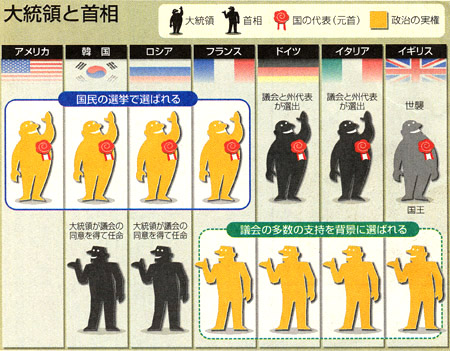 大統領と首相
大統領 首相 国の代表(元首) 政治の実権
アメリカ 韓国 ロシア フランス ドイツ イタリア イギリス
国民の選挙で選ばれる
議会と州代表
が選出
議会と州代表
が選出
世襲
国王
大統領が議会の
同意を得て任命
大統領が議会の
同意を得て任命
議会の多数の支持を背景に選ばれる